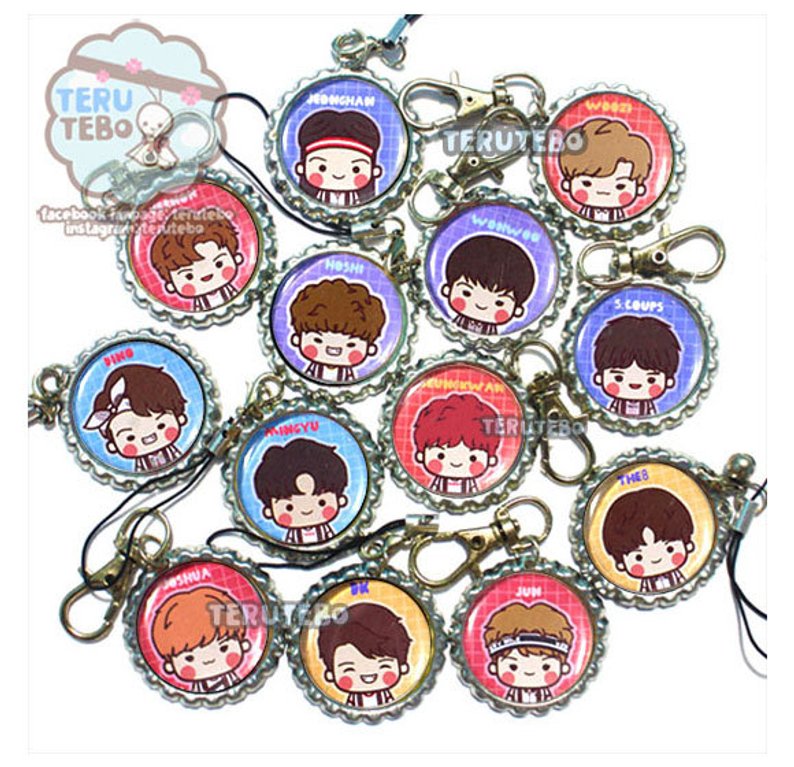 TERU
TEBO
facebook fanpage: terutebo
instagram: terutebo
JEONGHAN
WOOZI
TERUTEBO
VERNON
HOSHI
WONWOO
S.COUPS
DINO
MINGYU
SEUNGKWAN
TERUTEBO
THE8
JOSHUA
TERUTEBO
DK
JUN